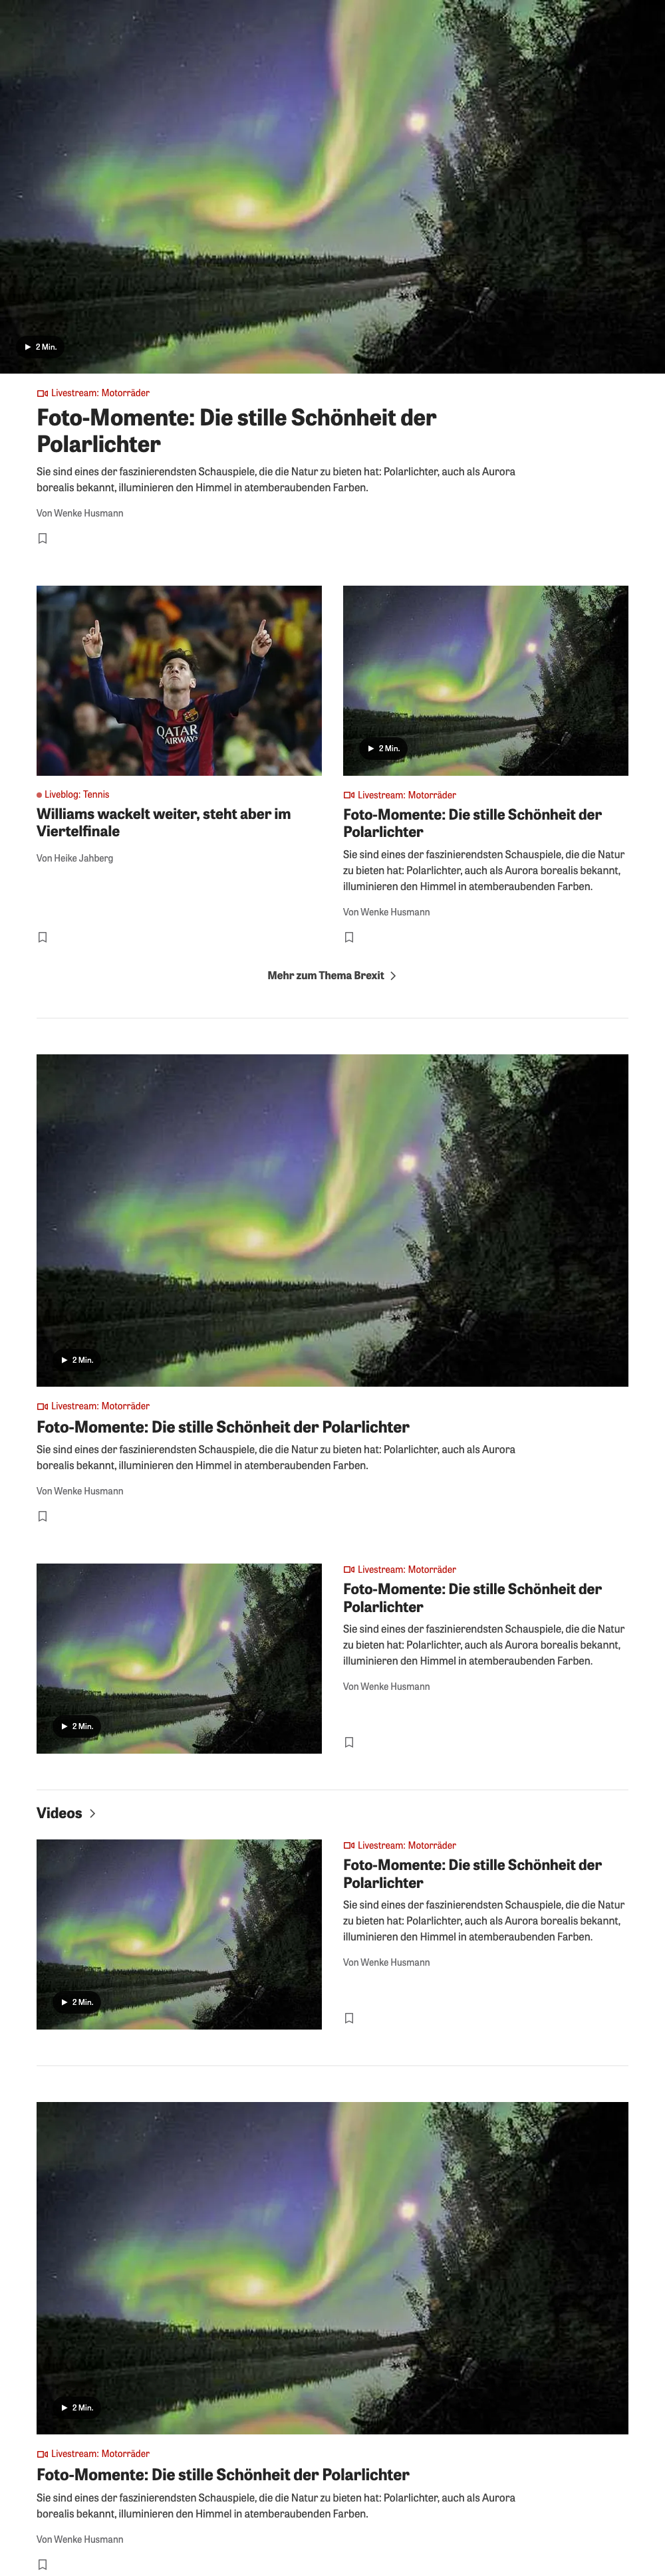 2 Min.
Livestream: Motorräder
Foto-Momente: Die stille Schönheit der
Polarlichter
Sie sind eines der faszinierendsten Schauspiele, die die Natur zu bieten hat: Polarlichter, auch als Aurora
borealis bekannt, illuminieren den Himmel in atemberaubenden Farben.
Von Wenke Husmann
QATAR
AIRWAYS
Liveblog: Tennis
Williams wackelt weiter, steht aber im
Viertelfinale
Von Heike Jahberg
2 Min.
Livestream: Motorräder
Foto-Momente: Die stille Schönheit der
Polarlichter
Sie sind eines der faszinierendsten Schauspiele, die die Natur
zu bieten hat: Polarlichter, auch als Aurora borealis bekannt,
illuminieren den Himmel in atemberaubenden Farben.
Von Wenke Husmann
Mehr zum Thema Brexit
2 Min.
Livestream: Motorräder
Foto-Momente: Die stille Schönheit der Polarlichter
Sie sind eines der faszinierendsten Schauspiele, die die Natur zu bieten hat: Polarlichter, auch als Aurora
borealis bekannt, illuminieren den Himmel in atemberaubenden Farben.
Von Wenke Husmann
2 Min.
Livestream: Motorräder
Foto-Momente: Die stille Schönheit der
Polarlichter
Sie sind eines der faszinierendsten Schauspiele, die die Natur
zu bieten hat: Polarlichter, auch als Aurora borealis bekannt,
illuminieren den Himmel in atemberaubenden Farben.
Von Wenke Husmann
Videos
2 Min.
Livestream: Motorräder
Foto-Momente: Die stille Schönheit der
Polarlichter
Sie sind eines der faszinierendsten Schauspiele, die die Natur
zu bieten hat: Polarlichter, auch als Aurora borealis bekannt,
illuminieren den Himmel in atemberaubenden Farben.
Von Wenke Husmann
2 Min.
Livestream: Motorräder
Foto-Momente: Die stille Schönheit der Polarlichter
Sie sind eines der faszinierendsten Schauspiele, die die Natur zu bieten hat: Polarlichter, auch als Aurora
borealis bekannt, illuminieren den Himmel in atemberaubenden Farben.
Von Wenke Husmann